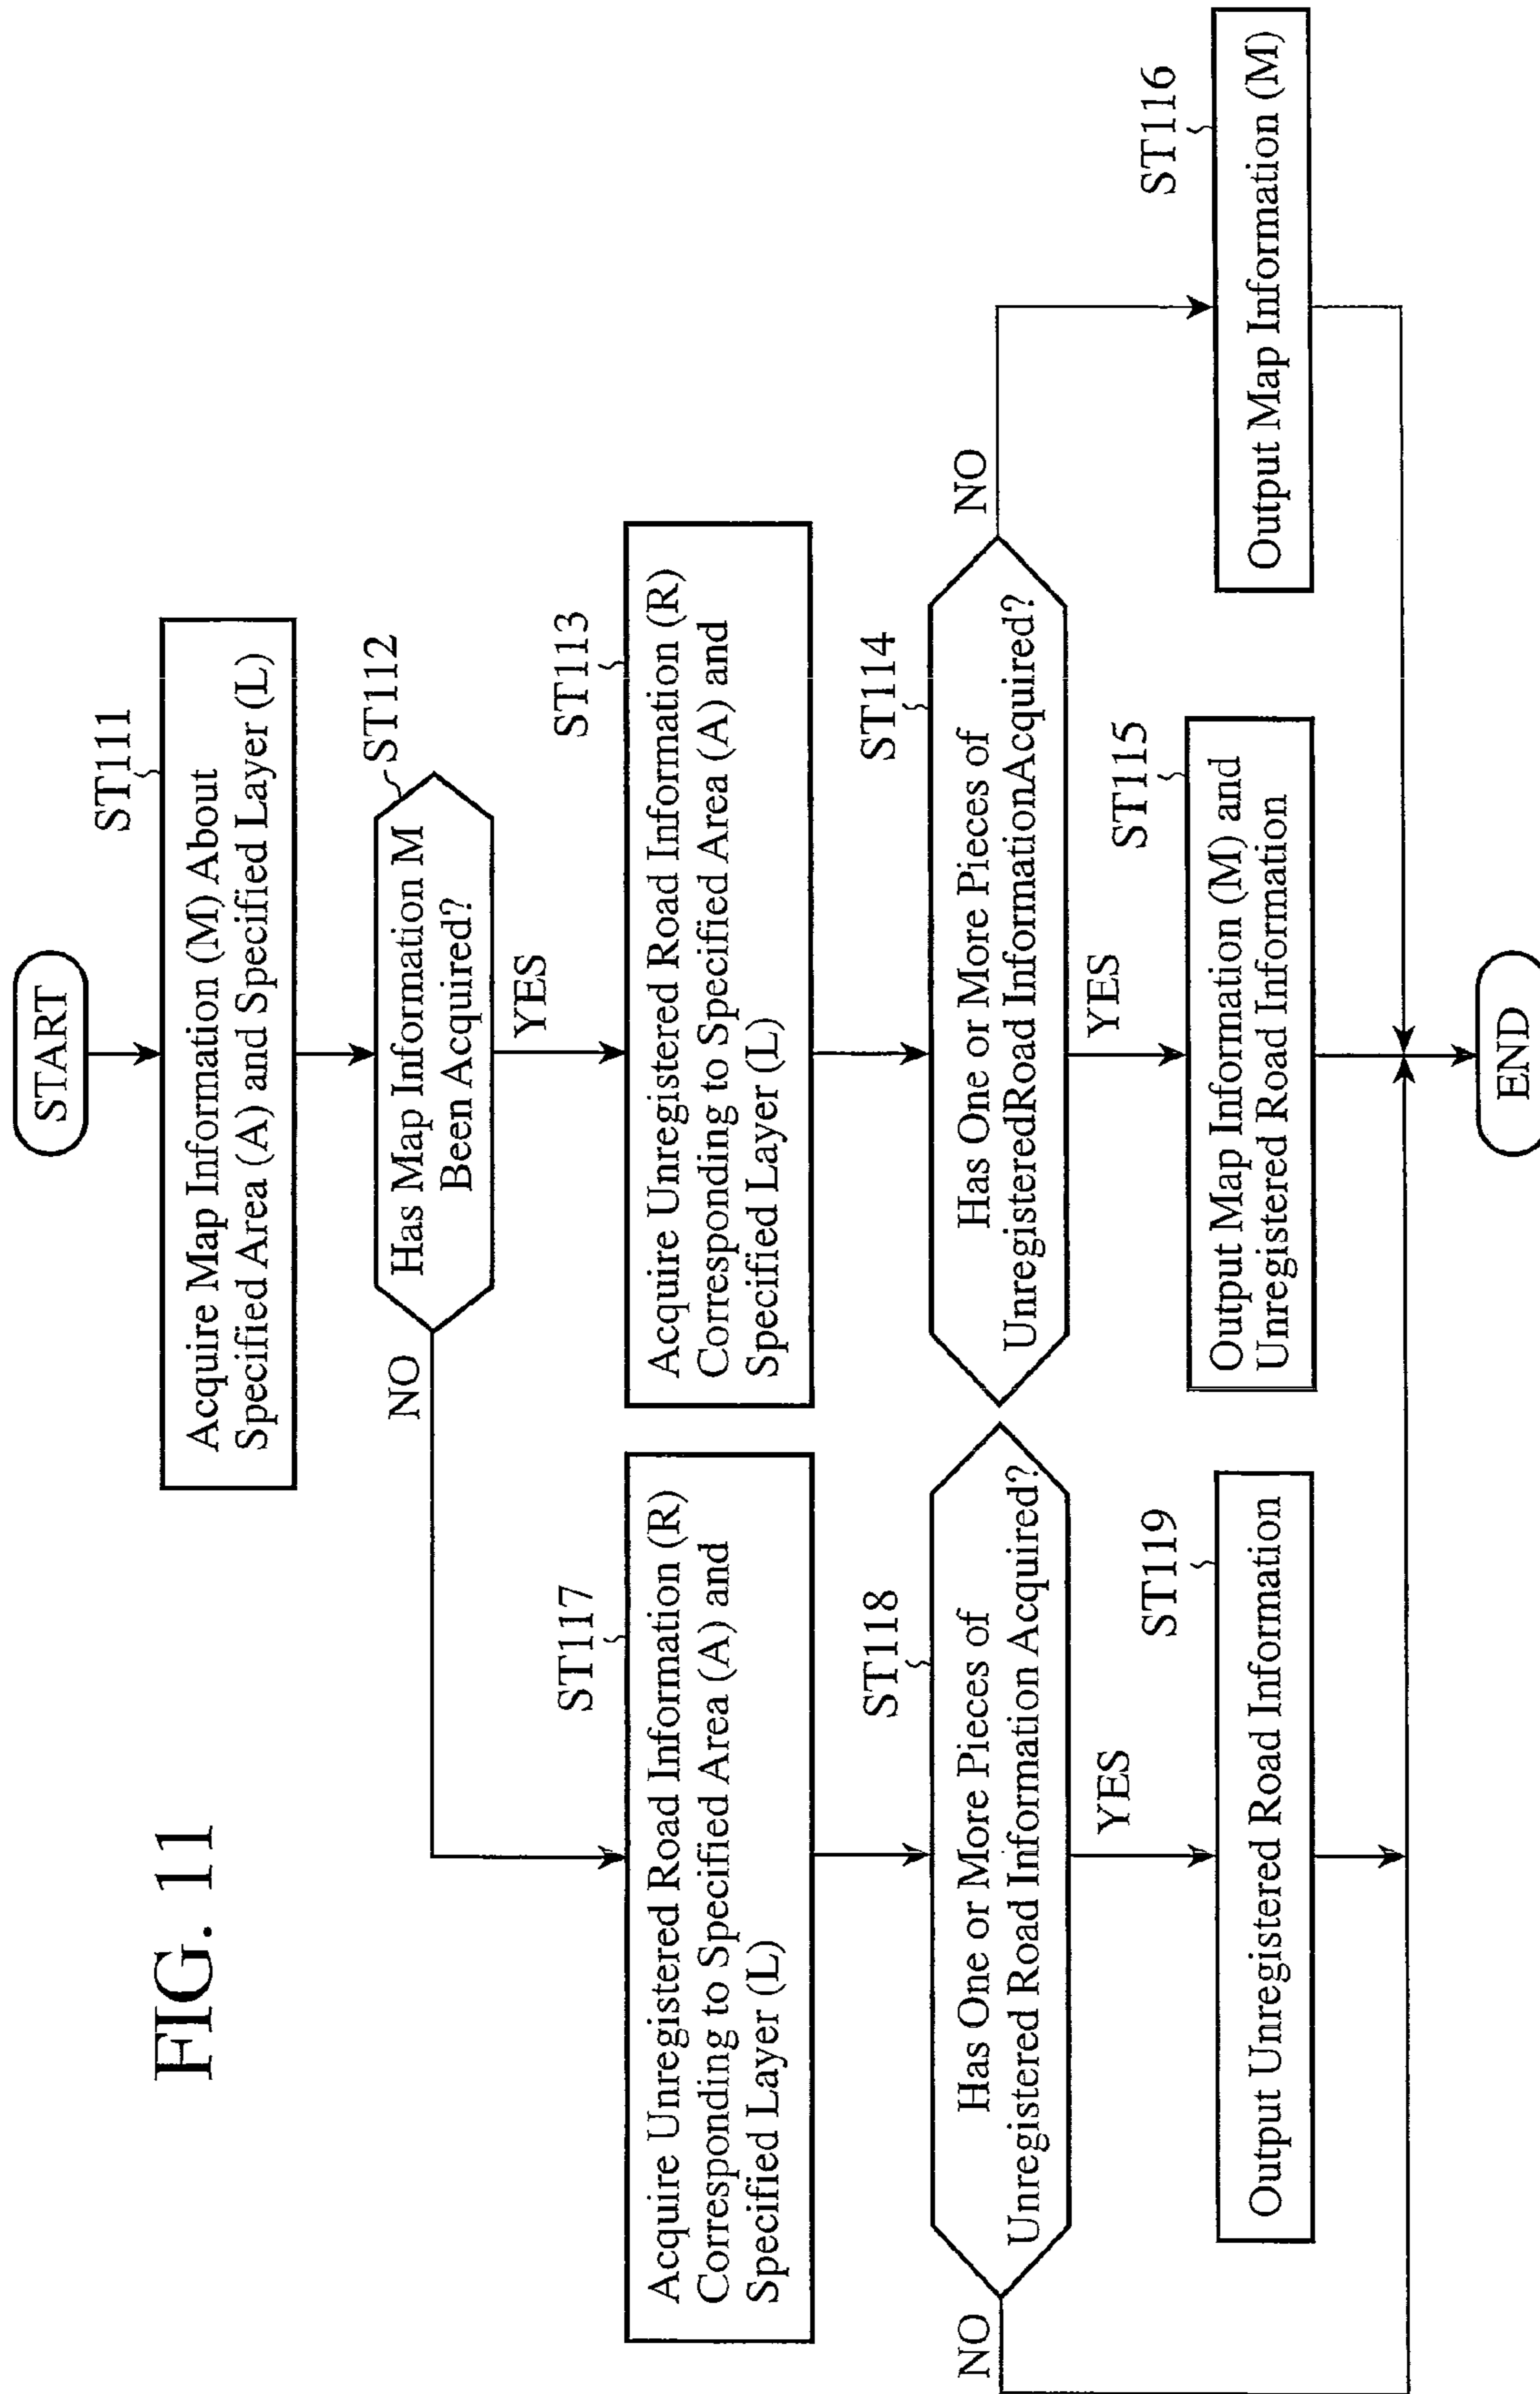 FIG. 11
START
ST111
Acquire Map Information (M) About
Specified Area (A) and Specified Layer (L)
ST112
Has Map Information M
Been Acquired?
NO
YES
ST117
Acquire Unregistered Road Information (R)
Corresponding to Specified Area (A) and
Specified Layer (L)
ST113
Acquire Unregistered Road Information (R)
Corresponding to Specified Area (A) and
Specified Layer (L)
ST118
Has One or More Pieces of
Unregistered Road Information Acquired?
NO
YES
ST114
Has One or More Pieces of
UnregisteredRoad InformationAcquired?
NO
YES
ST119
Output Unregistered Road Information
ST115
Output Map Information (M) and
Unregistered Road Information
ST116
Output Map Information (M)
END